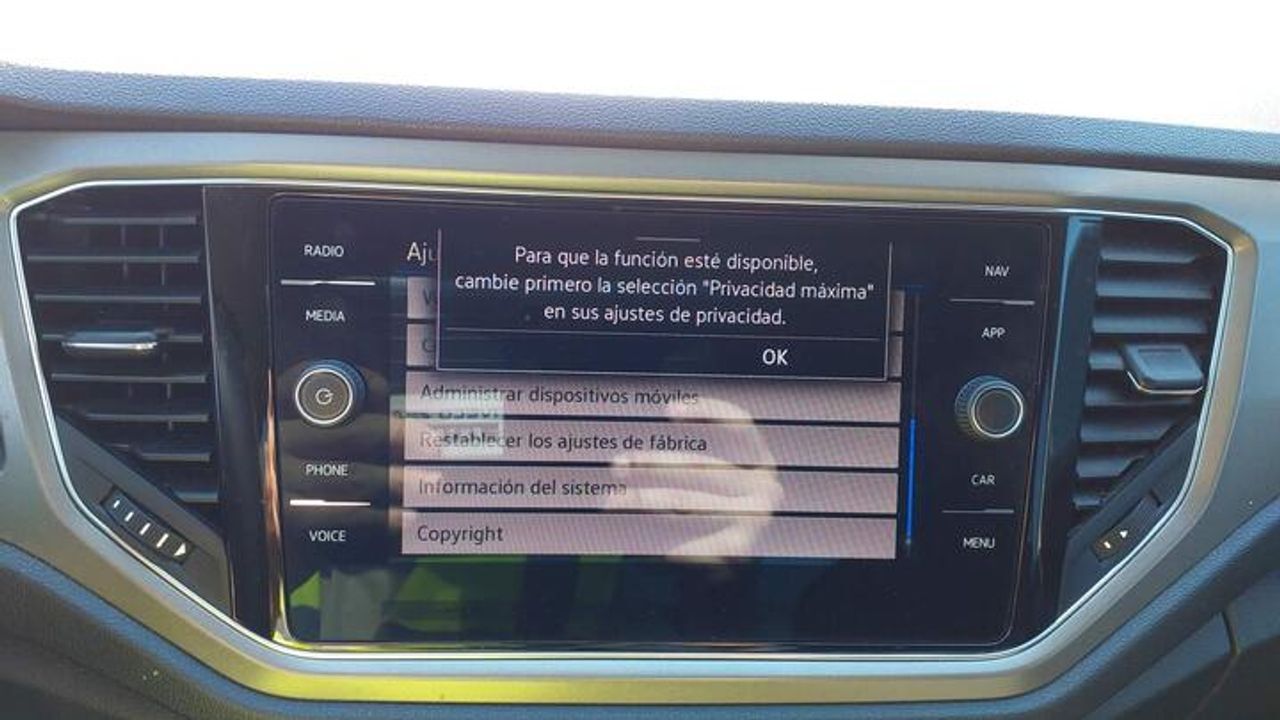 RADIO
MEDIA
PHONE
VOICE
Para que la función esté disponible,
cambie primero la selección "Privacidad máxima"
en sus ajustes de privacidad.
OK
Administrar dispositivos móviles
Restablecer los ajustes de fábrica
Información del sistema
Copyright
NAV
APP
CAR
MENU